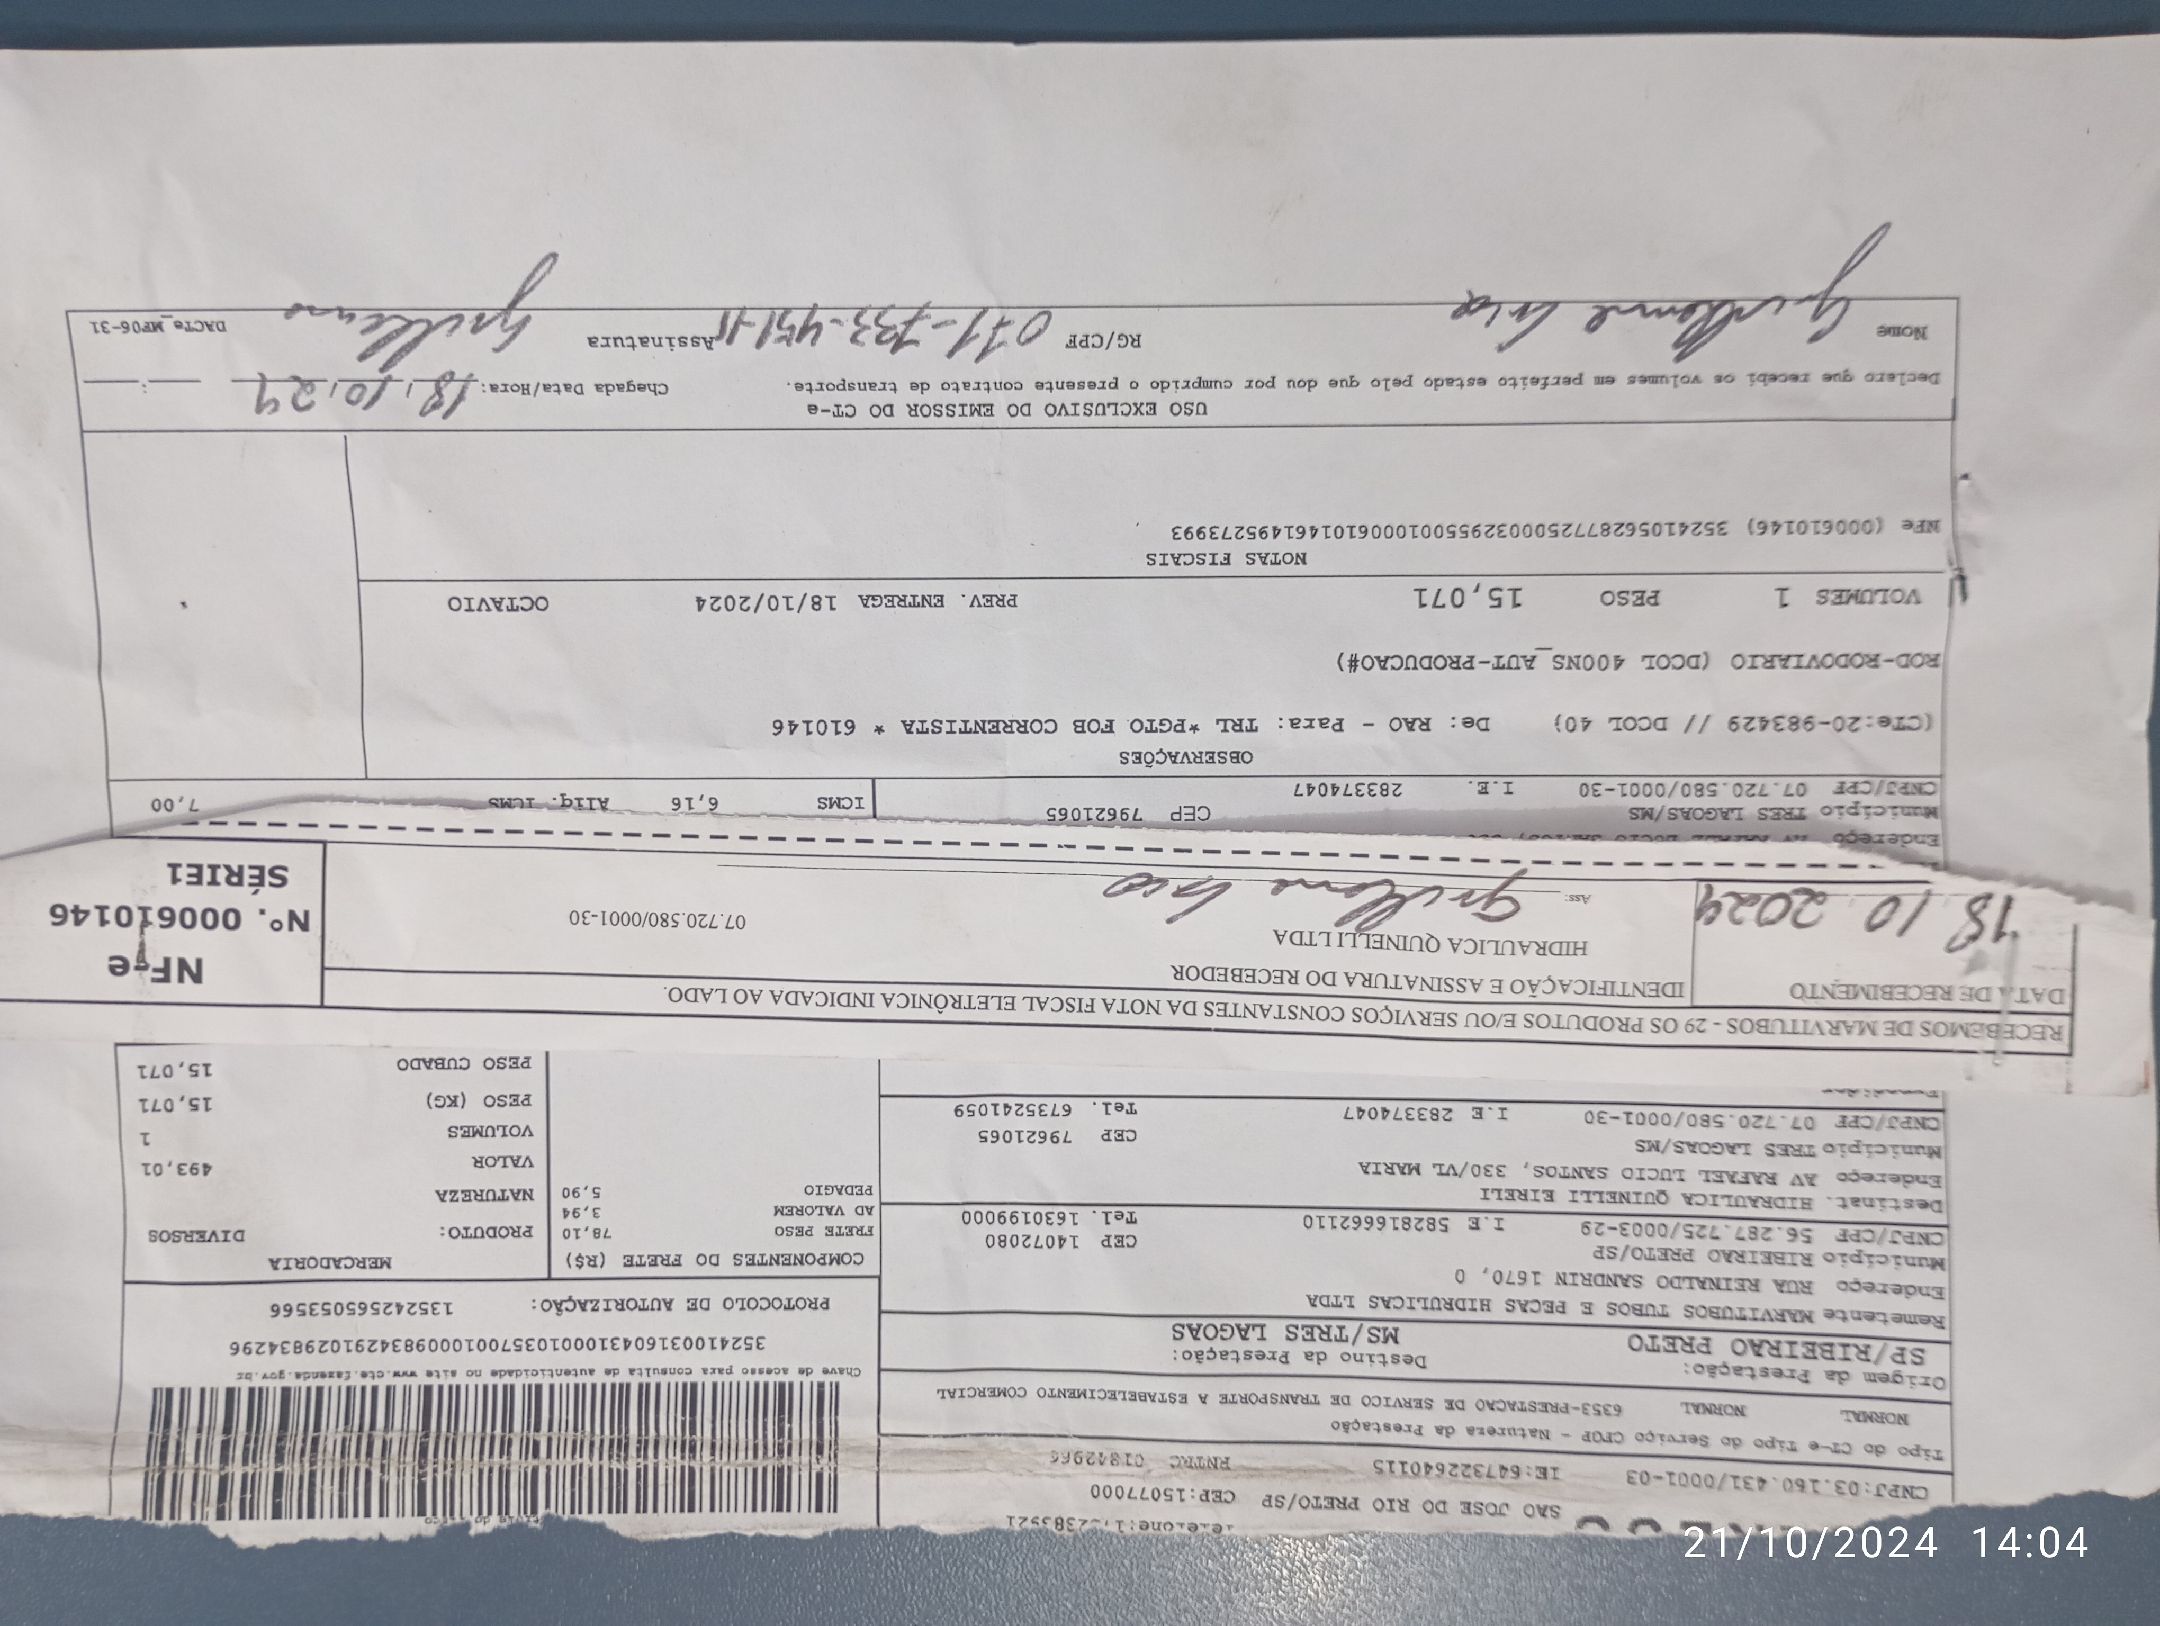 SAO JOSE DO RIO PRETO/SP CEP:15077000
CNPJ:03.160.431/0001-03 IE:647322640115 RNTRC 01842966
Tipo do CT-e Tipo do Serviço CFOP - Natureza da Prestação
NORMAL NORMAL 6353-PRESTACAO DE SERVICO DE TRANSPORTE A ESTABELECIMENTO COMERCIAL
Origem da Prestação: Destino da Prestação:
SP/RIBEIRAO PRETO MS/TRES LAGOAS
Remetente MARVITUBOS TUBOS E PECAS HIDRULICAS LTDA
Endereço RUA REINALDO SANDRIN 1670, 0
Município RIBEIRAO PRETO/SP CEP 14072080
CNPJ/CPF 56.287.725/0003-29 I.E 582816662110 Tel. 1630199000
Destinat. HIDRAULICA QUINELLI EIRELI
Endereço AV RAFAEL LUCIO SANTOS, 330/VL MARIA
Município TRES LAGOAS/MS CEP 79621065
CNPJ/CPF 07.720.580/0001-30 I.E 283374047 Tel. 6735241059
Chave de acesso para consulta de autenticidade no site www.cte.fazenda.gov.br
35241003160431000103570010009834291029834296
PROTOCOLO DE AUTORIZAÇÃO: 135242565053566
COMPONENTES DO FRETE (R$)
FRETE PESO 78,10
AD VALOREM 3,94
PEDAGIO 5,90
MERCADORIA
PRODUTO: DIVERSOS
NATUREZA
VALOR 493,01
VOLUMES 1
PESO (KG) 15,071
PESO CUBADO 15,071
RECEBEMOS DE MARVITUBOS - 29 OS PRODUTOS E/OU SERVIÇOS CONSTANTES DA NOTA FISCAL ELETRÔNICA INDICADA AO LADO.
DATA DE RECEBIMENTO
18 10 2024
IDENTIFICAÇÃO E ASSINATURA DO RECEBEDOR
HIDRAULICA QUINELLI LTDA 07.720.580/0001-30
Ass:
NF-e
Nº. 000610146
SÉRIE1
Endereço
Município TRES LAGOAS/MS CEP 79621065
CNPJ/CPF 07.720.580/0001-30 I.E. 283374047
ICMS 6,16 Aliq. ICMS 7,00
OBSERVAÇÕES
(CTe:20-983429 // DCOL 40) De: RAO - Para: TRL *PGTO FOB CORRENTISTA * 610146
ROD-RODOVIARIO (DCOL 400NS_AUT-PRODUCAO#)
VOLUMES 1 PESO 15,071 PREV. ENTREGA 18/10/2024 OCTAVIO
NOTAS FISCAIS
NFe (000610146) 35241056287725000329550010006101461495273993
USO EXCLUSIVO DO EMISSOR DO CT-e
Declaro que recebi os volumes em perfeito estado pelo que dou por cumprido o presente contrato de transporte. Chegada Data/Hora: 18,10,24
Nome Guilherme RG/CPF 071-733-451-11 Assinatura Guilherme DACTe_MF06-31
21/10/2024 14:04